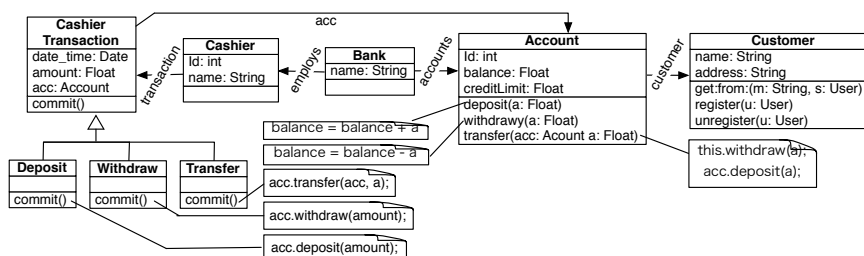 acc
Cashier
Transaction
date_time: Date
amount: Float
acc: Account
commit()
transaction
Cashier
Id: int
name: String
employs
Bank
name: String
accounts
Account
Id: int
balance: Float
creditLimit: Float
deposit(a: Float)
withdrawy(a: Float)
transfer(acc: Acount a: Float)
customer
Customer
name: String
address: String
get:from:(m: String, s: User)
register(u: User)
unregister(u: User)
balance = balance + a
balance = balance - a
this.withdraw(a);
acc.deposit(a);
Deposit
commit()
Withdraw
commit()
Transfer
commit()
acc.transfer(acc, a);
acc.withdraw(amount);
acc.deposit(amount);